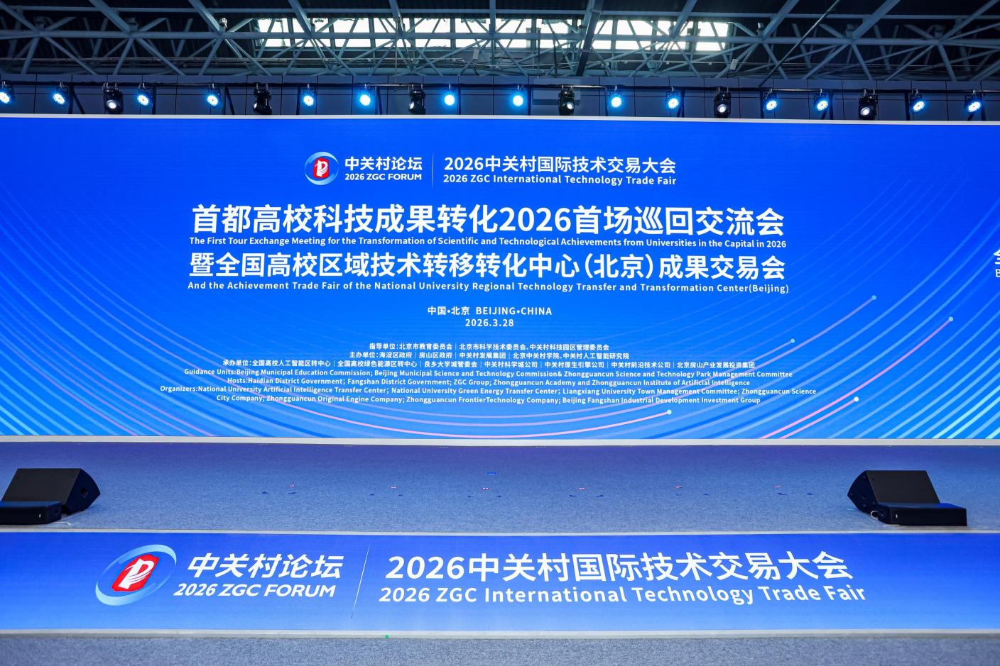 中关村论坛
2026 ZGC FORUM
2026中关村国际技术交易大会
2026 ZGC International Technology Trade Fair
首都高校科技成果转化2026首场巡回交流会
The First Tour Exchange Meeting for the Transformation of Scientific and Technological Achievements from Universities in the Capital in 2026
暨全国高校区域技术转移转化中心（北京）成果交易会
And the Achievement Trade Fair of the National University Regional Technology Transfer and Transformation Center(Beijing)
中国•北京 BEIJING•CHINA
2026.3.28
指导单位：北京市教育委员会｜北京市科学技术委员会、中关村科技园区管理委员会
主办单位：海淀区政府｜房山区政府｜中关村发展集团｜北京中关村学院、中关村人工智能研究院
承办单位：全国高校人工智能区转中心｜全国高校绿色能源区转中心｜良乡大学城管委会｜中关村科学城公司｜中关村原生引擎公司｜中关村前沿技术公司｜北京房山产业发展投资集团
Guidance Units:Beijing Municipal Education Commission; Beijing Municipal Science and Technology Commission& Zhongguancun Science and Technology Park Management Committee
Hosts:Haidian District Government; Fangshan District Government; ZGC Group; Zhongguancun Academy and Zhongguancun Institute of Artificial Intelligence
Organizers:National University Artificial Intelligence Transfer Center; National University Green Energy Transfer Center; Liangxiang University Town Management Committee; Zhongguancun Science
City Company; Zhongguancun Original Engine Company; Zhongguancun FrontierTechnology Company; Beijing Fangshan Industrial Development Investment Group
中关村论坛
2026 ZGC FORUM
2026中关村国际技术交易大会
2026 ZGC International Technology Trade Fair